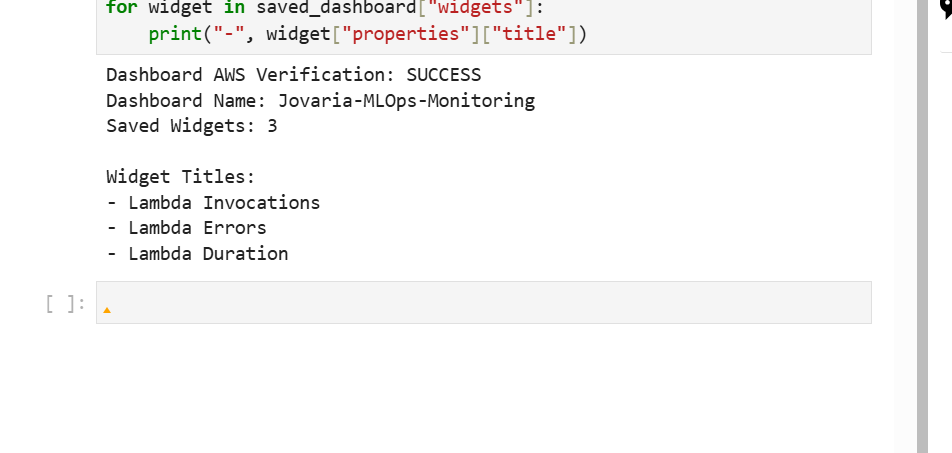 for widget in saved_dashboard["widgets"]:
    print("-", widget["properties"]["title"])
Dashboard AWS Verification: SUCCESS
Dashboard Name: Jovaria-MLOps-Monitoring
Saved Widgets: 3
Widget Titles:
- Lambda Invocations
- Lambda Errors
- Lambda Duration
[ ]: